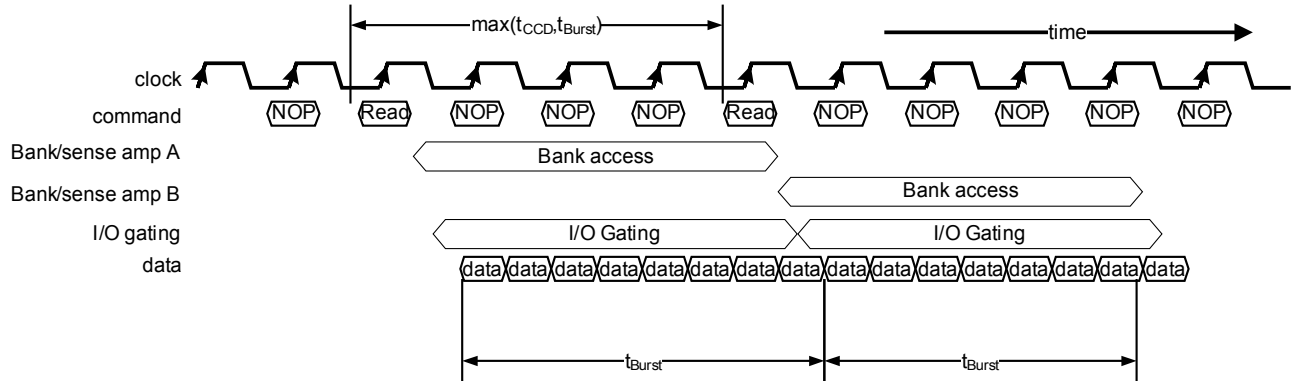 max(tCCD,tBurst)
time
clock
command NOP Read NOP NOP NOP Read NOP NOP NOP NOP NOP
Bank/sense amp A Bank access
Bank/sense amp B Bank access
I/O gating I/O Gating I/O Gating
data data data data data data data data data data data data data data data data data
tBurst tBurst